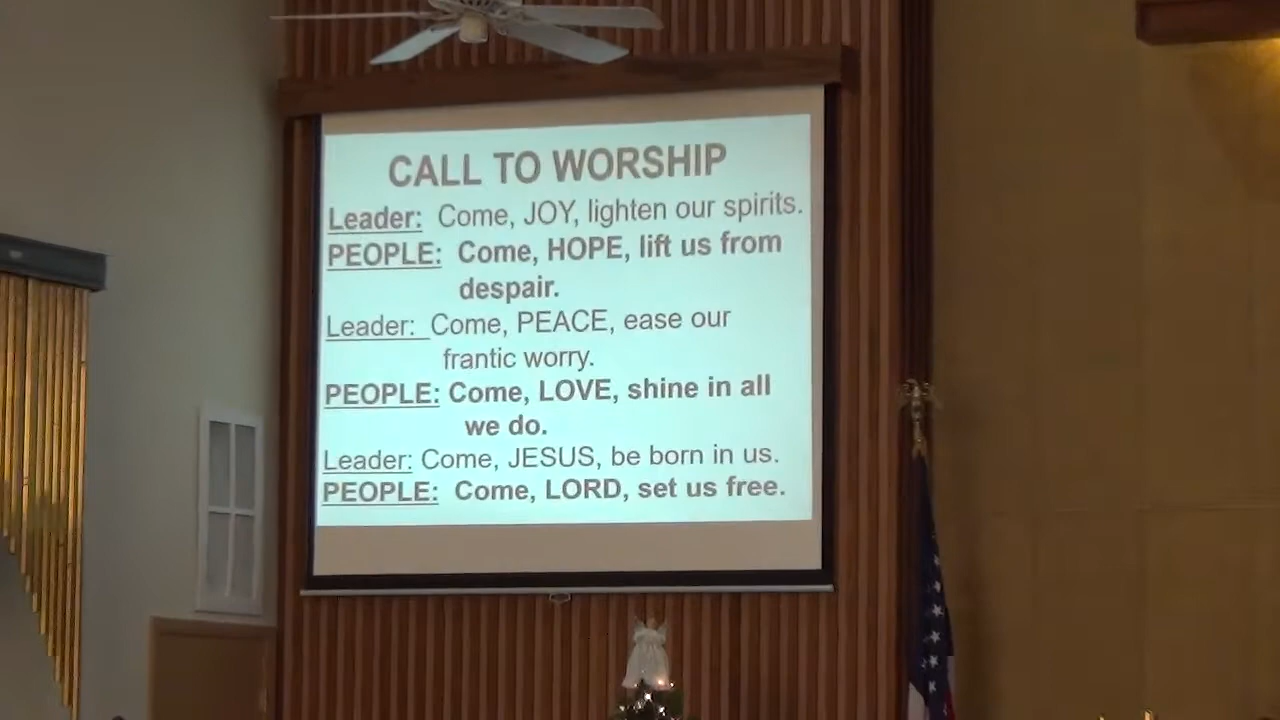 CALL TO WORSHIP
Leader: Come, JOY, lighten our spirits.
PEOPLE: Come, HOPE, lift us from
despair.
Leader: Come, PEACE, ease our
frantic worry.
PEOPLE: Come, LOVE, shine in all
we do.
Leader: Come, JESUS, be born in us.
PEOPLE: Come, LORD, set us free.